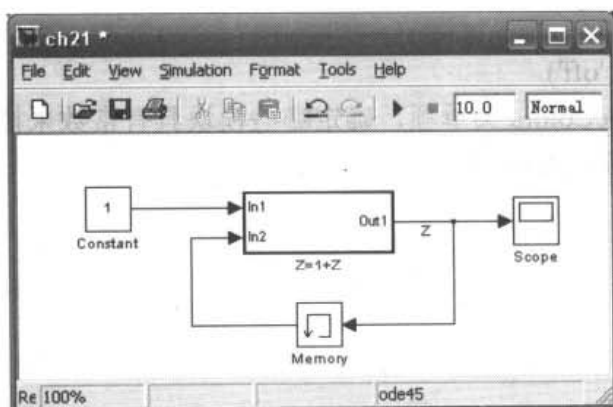 ch21 *
File Edit View Simulation Format Tools Help
10.0 Normal
1
Constant
In1
In2
Out1
Z=1+Z
Z
Scope
Memory
Re 100% ode45